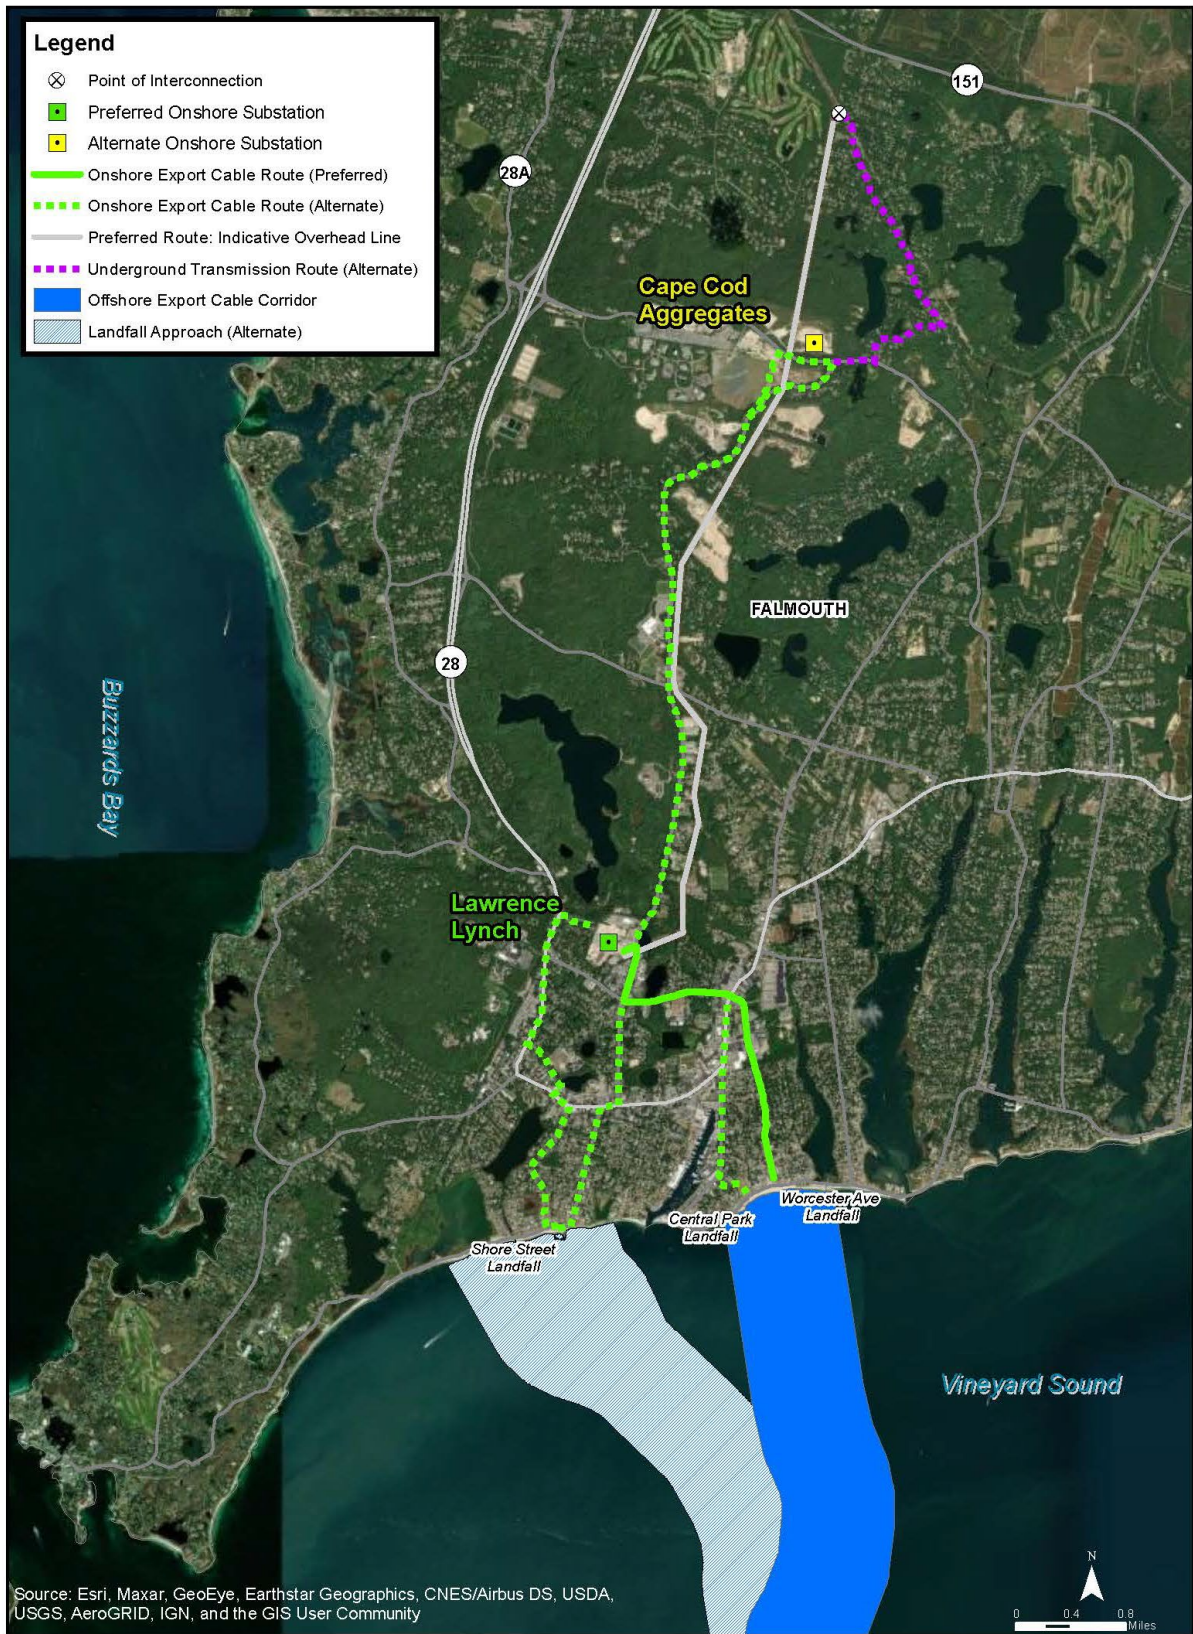 Legend
Point of Interconnection
Preferred Onshore Substation
Alternate Onshore Substation
Onshore Export Cable Route (Preferred)
Onshore Export Cable Route (Alternate)
Preferred Route: Indicative Overhead Line
Underground Transmission Route (Alternate)
Offshore Export Cable Corridor
Landfall Approach (Alternate)
151
28A
Cape Cod
Aggregates
FALMOUTH
28
Buzzards Bay
Lawrence
Lynch
Worcester Ave
Landfall
Central Park
Landfall
Shore Street
Landfall
Vineyard Sound
N
Source: Esri, Maxar, GeoEye, Earthstar Geographics, CNES/Airbus DS, USDA,
USGS, AeroGRID, IGN, and the GIS User Community
0 0.4 0.8
Miles